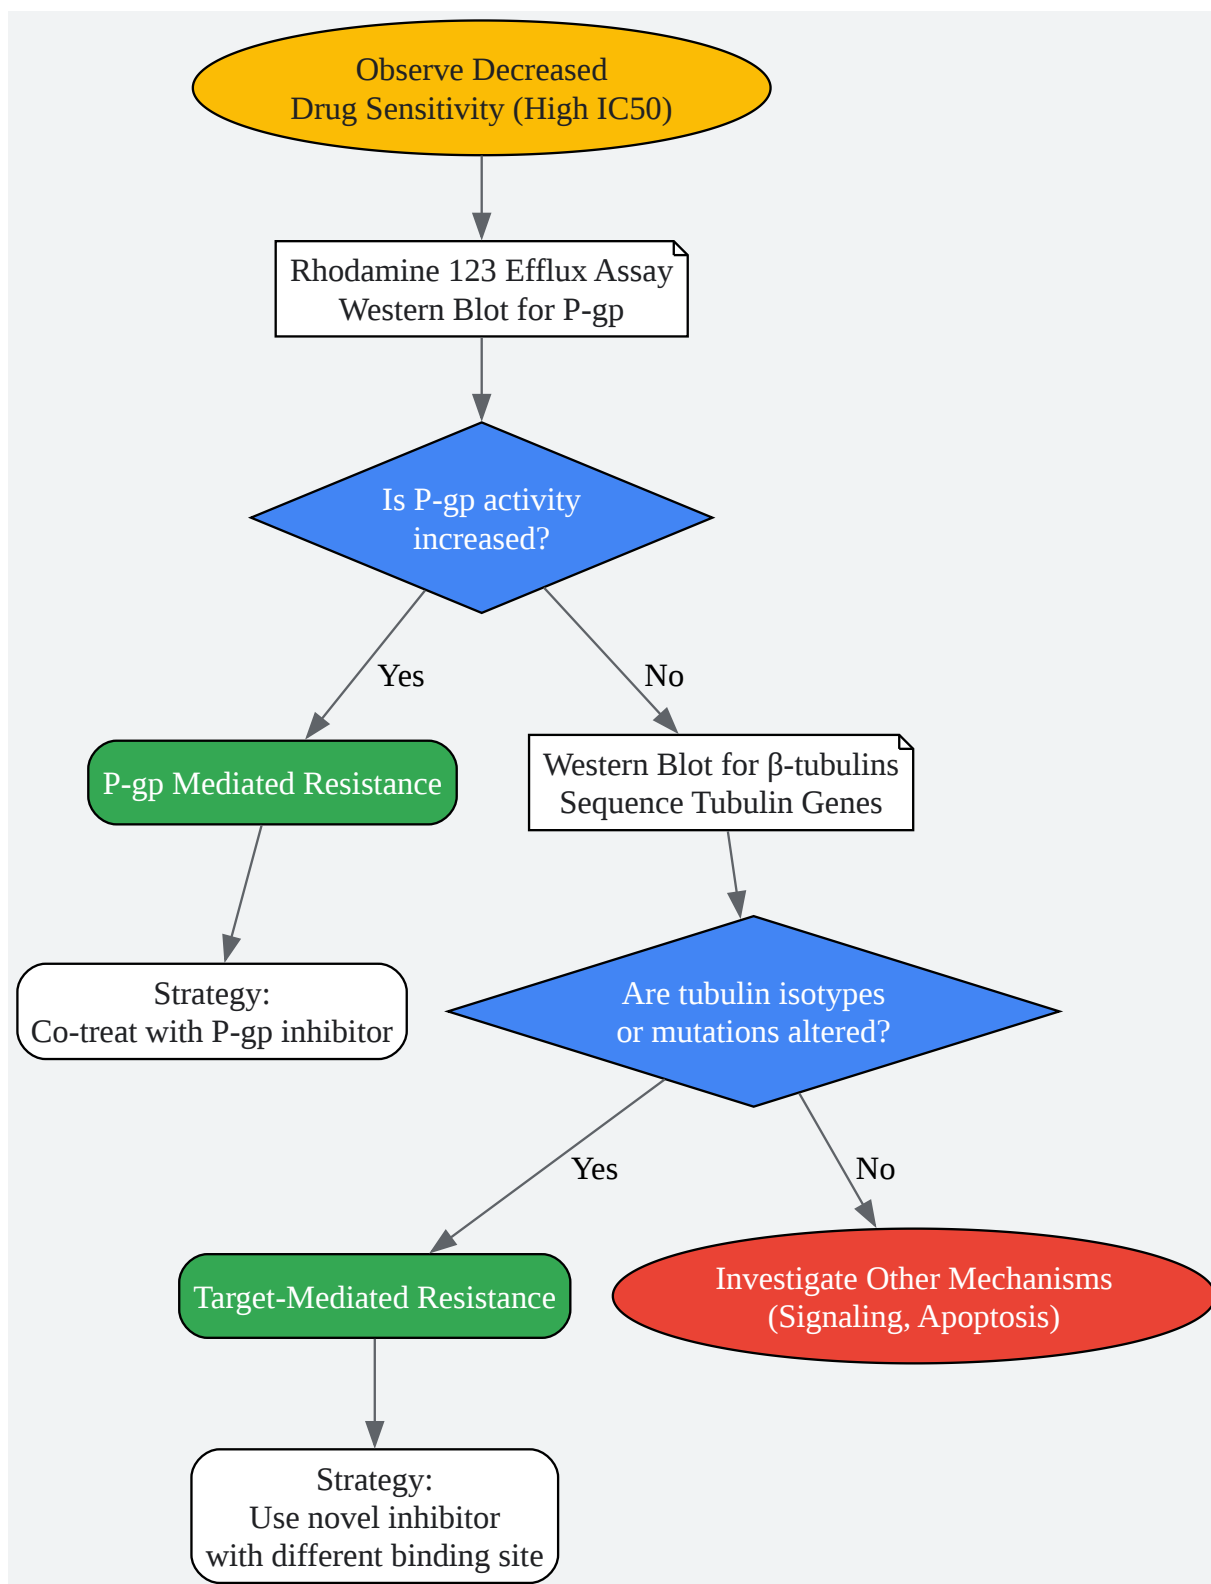 Observe Decreased
Drug Sensitivity (High IC50)
Rhodamine 123 Efflux Assay
Western Blot for P-gp
Is P-gp activity
increased?
Yes
No
P-gp Mediated Resistance
Western Blot for β-tubulins
Sequence Tubulin Genes
Strategy:
Co-treat with P-gp inhibitor
Are tubulin isotypes
or mutations altered?
Yes
No
Target-Mediated Resistance
Investigate Other Mechanisms
(Signaling, Apoptosis)
Strategy:
Use novel inhibitor
with different binding site